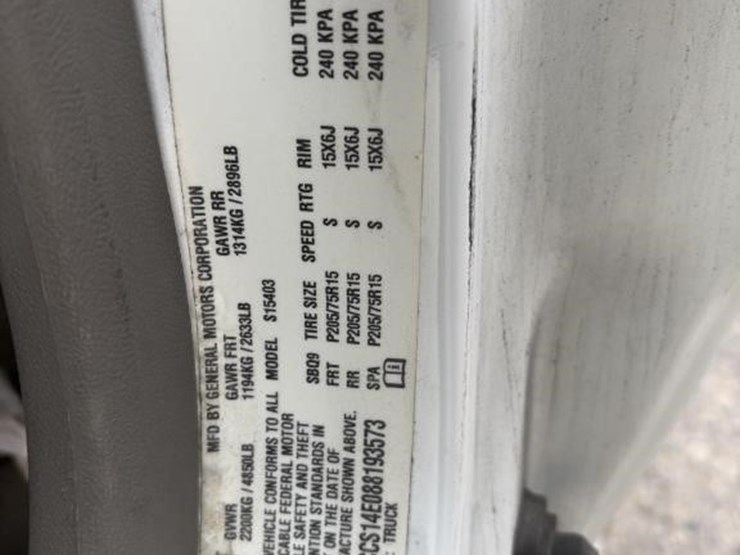 MFD BY GENERAL MOTORS CORPORATION
GVWR GAWR FRT GAWR RR
2200KG / 4850LB 1194KG / 2633LB 1314KG / 2896LB
VEHICLE CONFORMS TO ALL MODEL S15403
CABLE FEDERAL MOTOR
LE SAFETY AND THEFT SBQ9 TIRE SIZE SPEED RTG RIM COLD TIR
NTION STANDARDS IN FRT P205/75R15 S 15X6J 240 KPA
ON THE DATE OF RR P205/75R15 S 15X6J 240 KPA
ACTURE SHOWN ABOVE. SPA P205/75R15 S 15X6J 240 KPA
CS14E088193573
: TRUCK